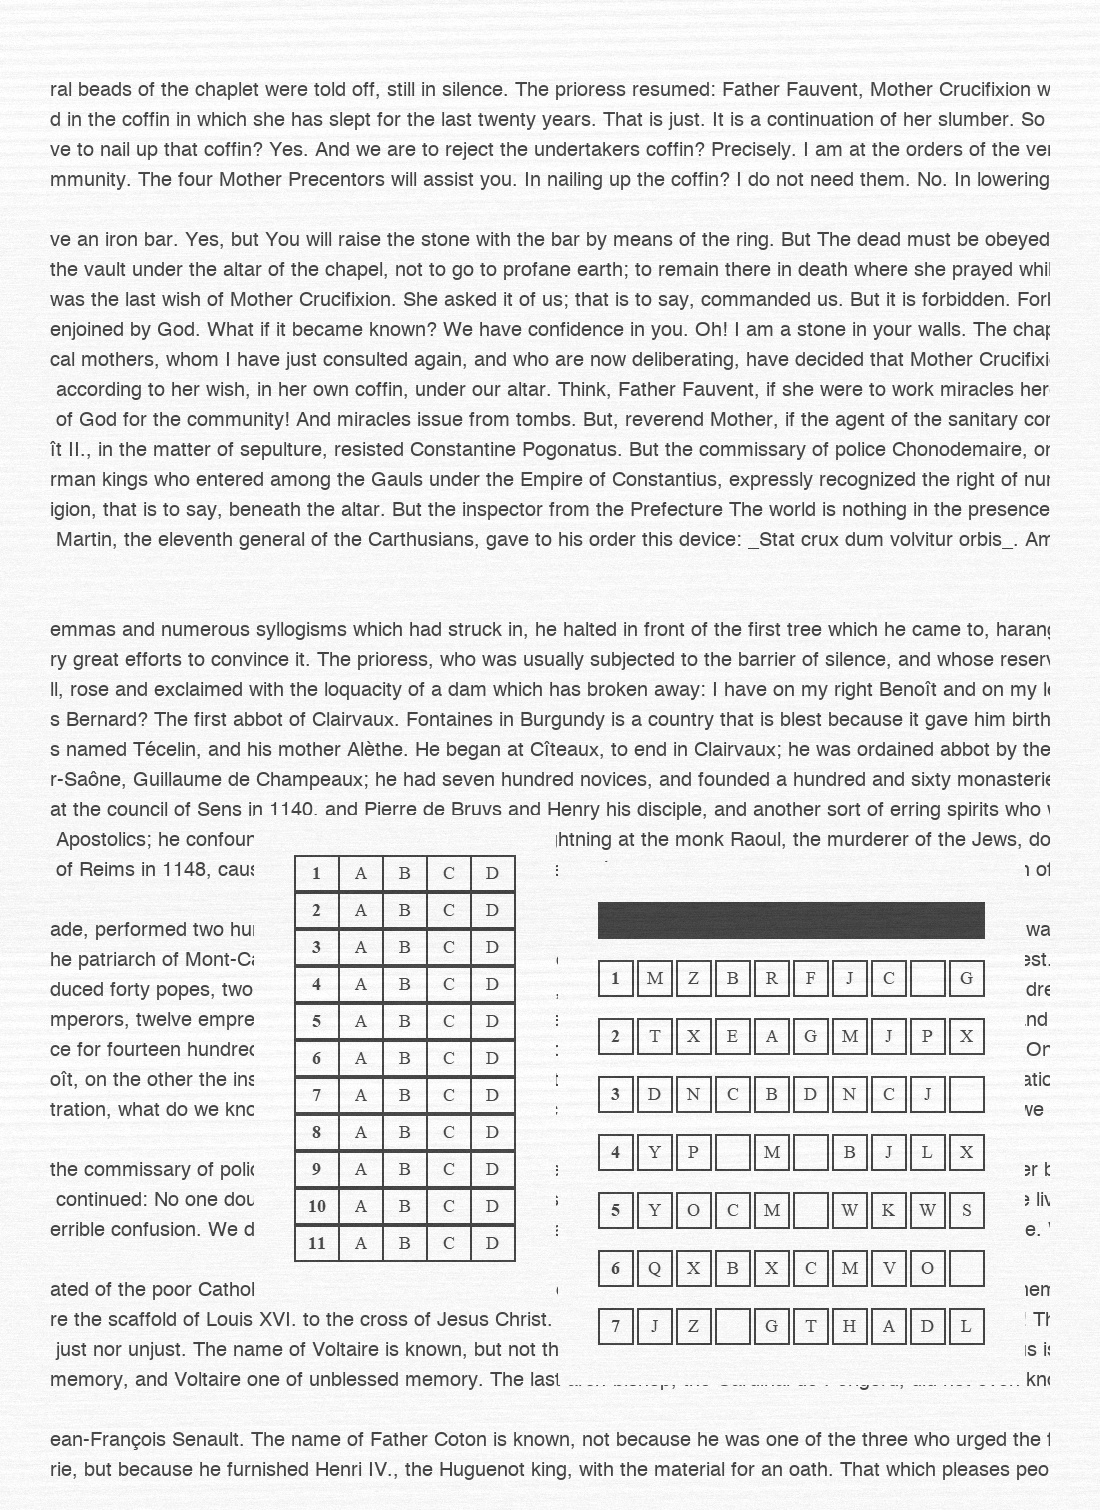 ral beads of the chaplet were told off, still in silence. The prioress resumed: Father Fauvent, Mother Crucifixion w
d in the coffin in which she has slept for the last twenty years. That is just. It is a continuation of her slumber. So
ve to nail up that coffin? Yes. And we are to reject the undertakers coffin? Precisely. I am at the orders of the ver
mmunity. The four Mother Precentors will assist you. In nailing up the coffin? I do not need them. No. In lowering
ve an iron bar. Yes, but You will raise the stone with the bar by means of the ring. But The dead must be obeyed
the vault under the altar of the chapel, not to go to profane earth; to remain there in death where she prayed whil
was the last wish of Mother Crucifixion. She asked it of us; that is to say, commanded us. But it is forbidden. Forl
enjoined by God. What if it became known? We have confidence in you. Oh! I am a stone in your walls. The chap
cal mothers, whom I have just consulted again, and who are now deliberating, have decided that Mother Crucifixi
according to her wish, in her own coffin, under our altar. Think, Father Fauvent, if she were to work miracles her
of God for the community! And miracles issue from tombs. But, reverend Mother, if the agent of the sanitary cor
ît II., in the matter of sepulture, resisted Constantine Pogonatus. But the commissary of police Chonodemaire, or
rman kings who entered among the Gauls under the Empire of Constantius, expressly recognized the right of nur
igion, that is to say, beneath the altar. But the inspector from the Prefecture The world is nothing in the presence
Martin, the eleventh general of the Carthusians, gave to his order this device: _Stat crux dum volvitur orbis_. Am
emmas and numerous syllogisms which had struck in, he halted in front of the first tree which he came to, harang
ry great efforts to convince it. The prioress, who was usually subjected to the barrier of silence, and whose reserv
ll, rose and exclaimed with the loquacity of a dam which has broken away: I have on my right Benoît and on my le
s Bernard? The first abbot of Clairvaux. Fontaines in Burgundy is a country that is blest because it gave him birth
s named Técelin, and his mother Alèthe. He began at Cîteaux, to end in Clairvaux; he was ordained abbot by the
r-Saône, Guillaume de Champeaux; he had seven hundred novices, and founded a hundred and sixty monasterie
at the council of Sens in 1140, and Pierre de Bruys and Henry his disciple, and another sort of erring spirits who
Apostolics; he confoun htning at the monk Raoul, the murderer of the Jews, do
of Reims in 1148, caus of
ade, performed two hun wa
he patriarch of Mont-Ca est.
duced forty popes, two dre
mperors, twelve empre nd
ce for fourteen hundred On
oît, on the other the ins atio
tration, what do we kno we
the commissary of polic er b
continued: No one dou liv
errible confusion. We d e.
ated of the poor Cathol hem
re the scaffold of Louis XVI. to the cross of Jesus Christ. Th
just nor unjust. The name of Voltaire is known, but not th is
memory, and Voltaire one of unblessed memory. The last kno
ean-François Senault. The name of Father Coton is known, not because he was one of the three who urged the f
rie, but because he furnished Henri IV., the Huguenot king, with the material for an oath. That which pleases peo
1 A B C D
2 A B C D
3 A B C D
4 A B C D
5 A B C D
6 A B C D
7 A B C D
8 A B C D
9 A B C D
10 A B C D
11 A B C D
1 M Z B R F J C G
2 T X E A G M J P X
3 D N C B D N C J
4 Y P M B J L X
5 Y O C M W K W S
6 Q X B X C M V O
7 J Z G T H A D L